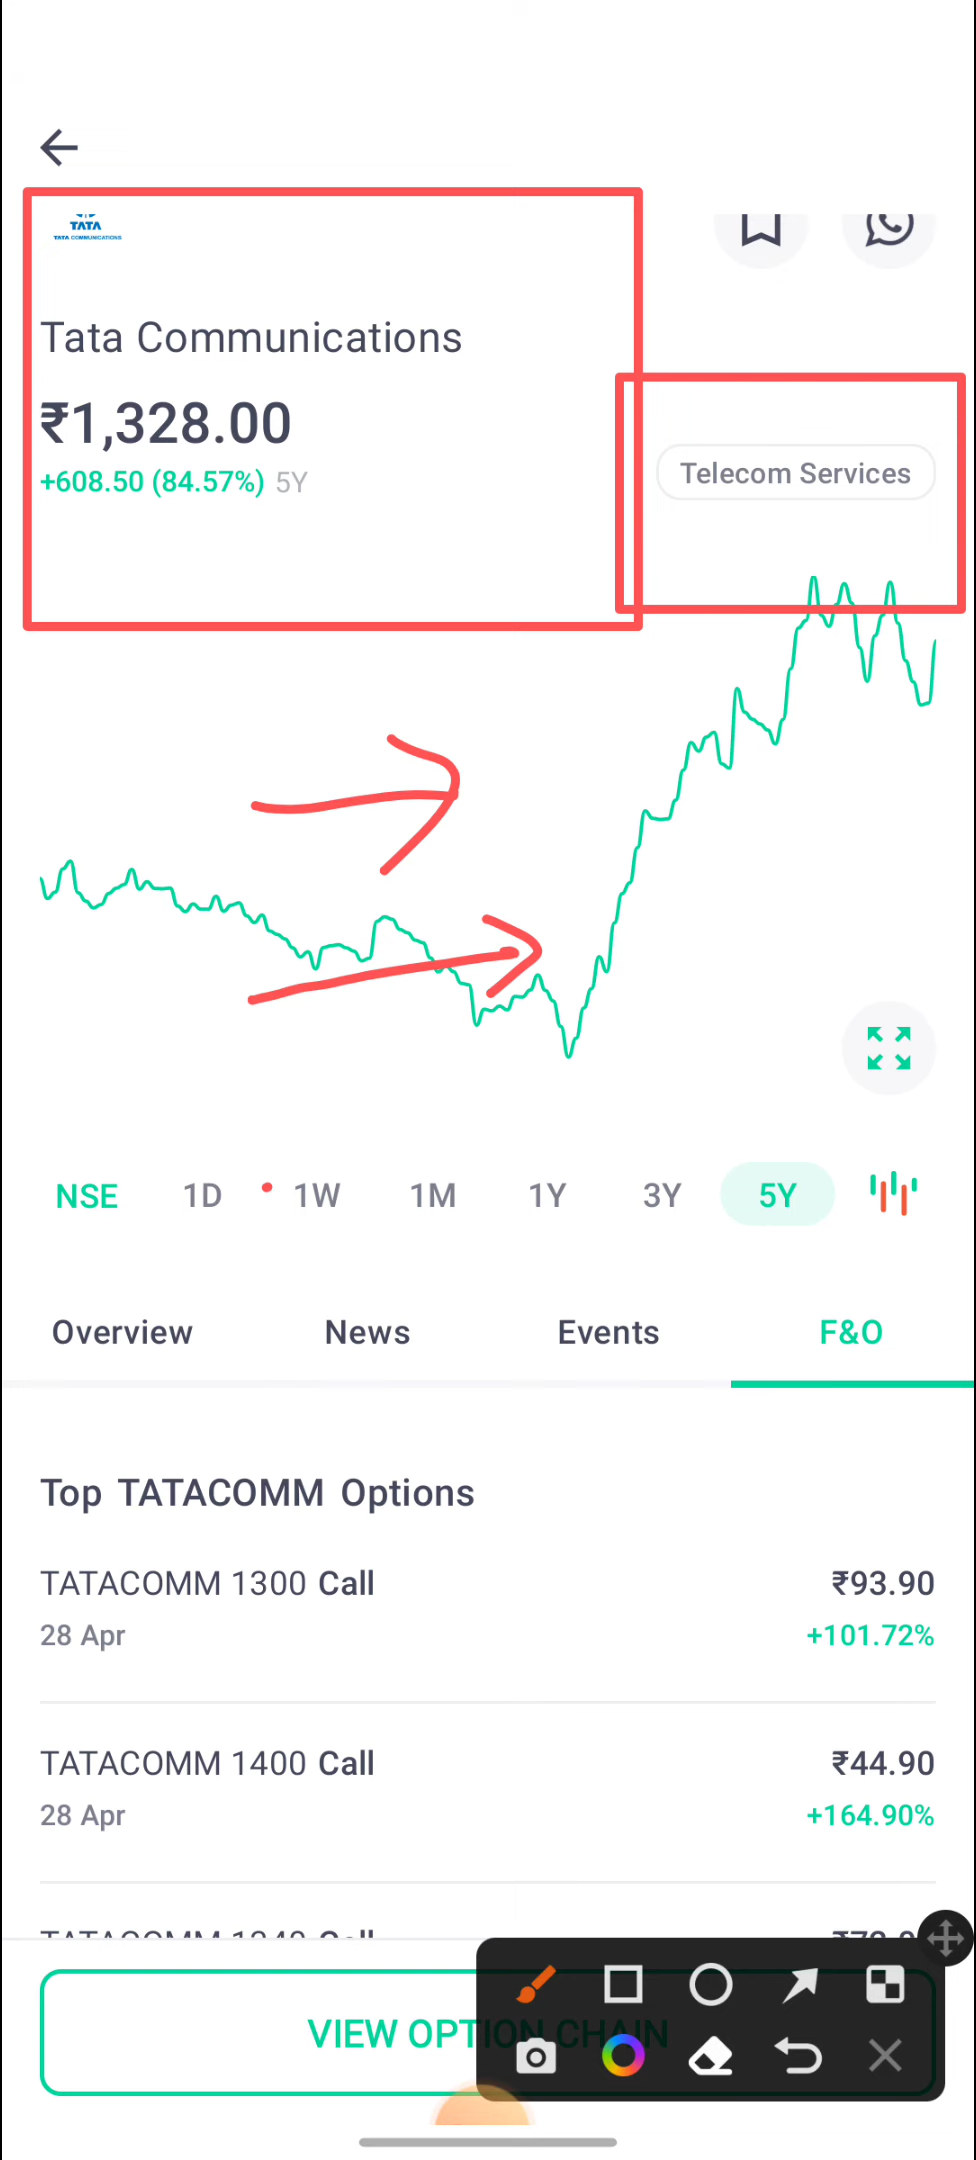 TATA
TATA COMMUNICATIONS
Tata Communications
₹1,328.00
+608.50 (84.57%) 5Y
Telecom Services
NSE 1D 1W 1M 1Y 3Y 5Y
Overview News Events F&O
Top TATACOMM Options
TATACOMM 1300 Call ₹93.90
28 Apr +101.72%
TATACOMM 1400 Call ₹44.90
28 Apr +164.90%
VIEW OPTION CHAIN